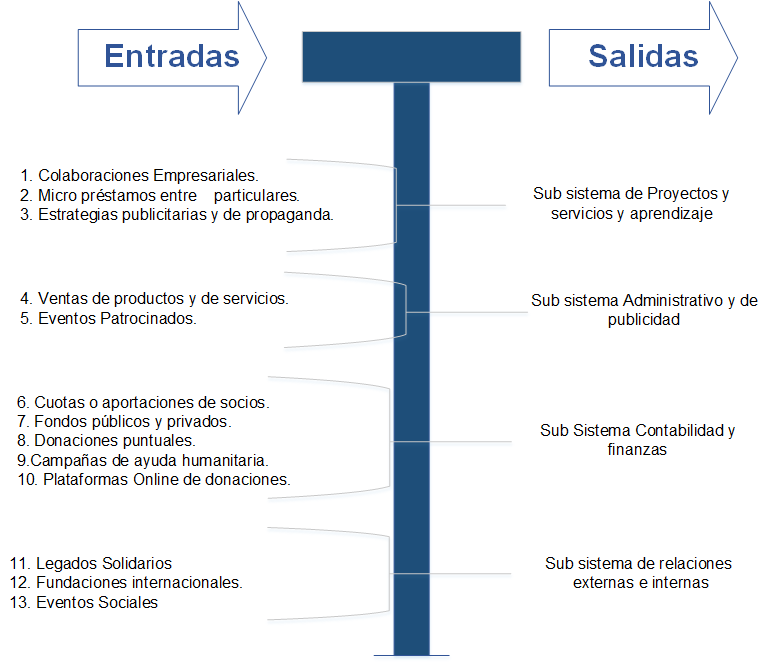 Entradas
Salidas
1. Colaboraciones Empresariales.
2. Micro préstamos entre particulares.
3. Estrategias publicitarias y de propaganda.
Sub sistema de Proyectos y
servicios y aprendizaje
4. Ventas de productos y de servicios.
5. Eventos Patrocinados.
Sub sistema Administrativo y de
publicidad
6. Cuotas o aportaciones de socios.
7. Fondos públicos y privados.
8. Donaciones puntuales.
9.Campañas de ayuda humanitaria.
10. Plataformas Online de donaciones.
Sub Sistema Contabilidad y
finanzas
11. Legados Solidarios
12. Fundaciones internacionales.
13. Eventos Sociales
Sub sistema de relaciones
externas e internas